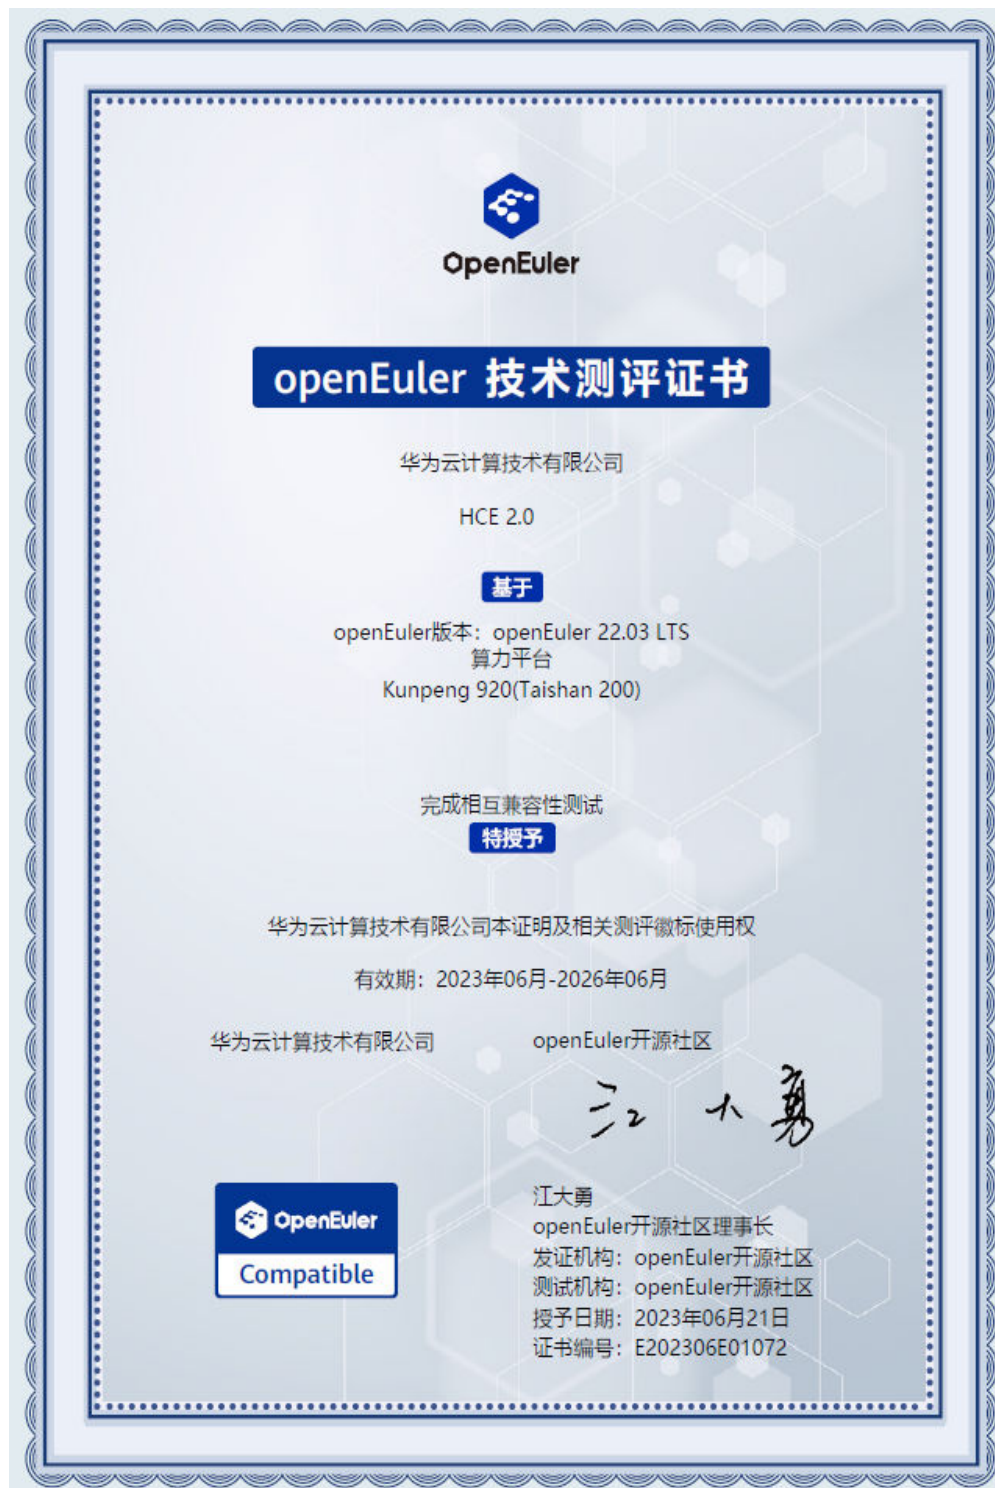 OpenEuler
openEuler 技术测评证书
华为云计算技术有限公司
HCE 2.0
基于
openEuler版本：openEuler 22.03 LTS
算力平台
Kunpeng 920(Taishan 200)
完成相互兼容性测试
特授予
华为云计算技术有限公司本证明及相关测评徽标使用权
有效期：2023年06月-2026年06月
华为云计算技术有限公司
openEuler开源社区
江大勇
OpenEuler
Compatible
江大勇
openEuler开源社区理事长
发证机构：openEuler开源社区
测试机构：openEuler开源社区
授予日期：2023年06月21日
证书编号：E202306E01072